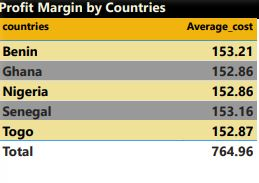 Profit Margin by Countries
countries Average_cost
Benin 153.21
Ghana 152.86
Nigeria 152.86
Senegal 153.16
Togo 152.87
Total 764.96